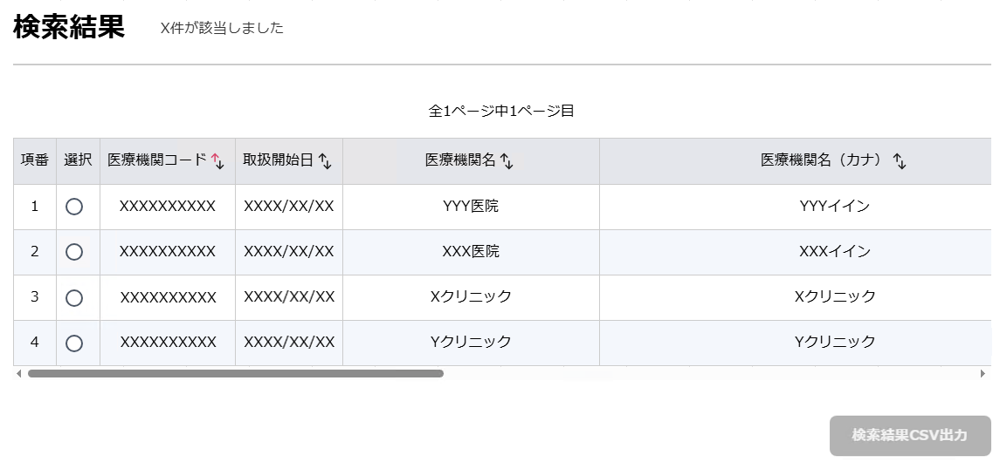 検索結果 X件が該当しました
全1ページ中1ページ目
項番 選択 医療機関コード 取扱開始日 医療機関名 医療機関名（カナ）
1 XXXXXXXXXX XXXX/XX/XX YYY医院 YYYイイン
2 XXXXXXXXXX XXXX/XX/XX XXX医院 XXXイイン
3 XXXXXXXXXX XXXX/XX/XX Xクリニック Xクリニック
4 XXXXXXXXXX XXXX/XX/XX Yクリニック Yクリニック
検索結果CSV出力